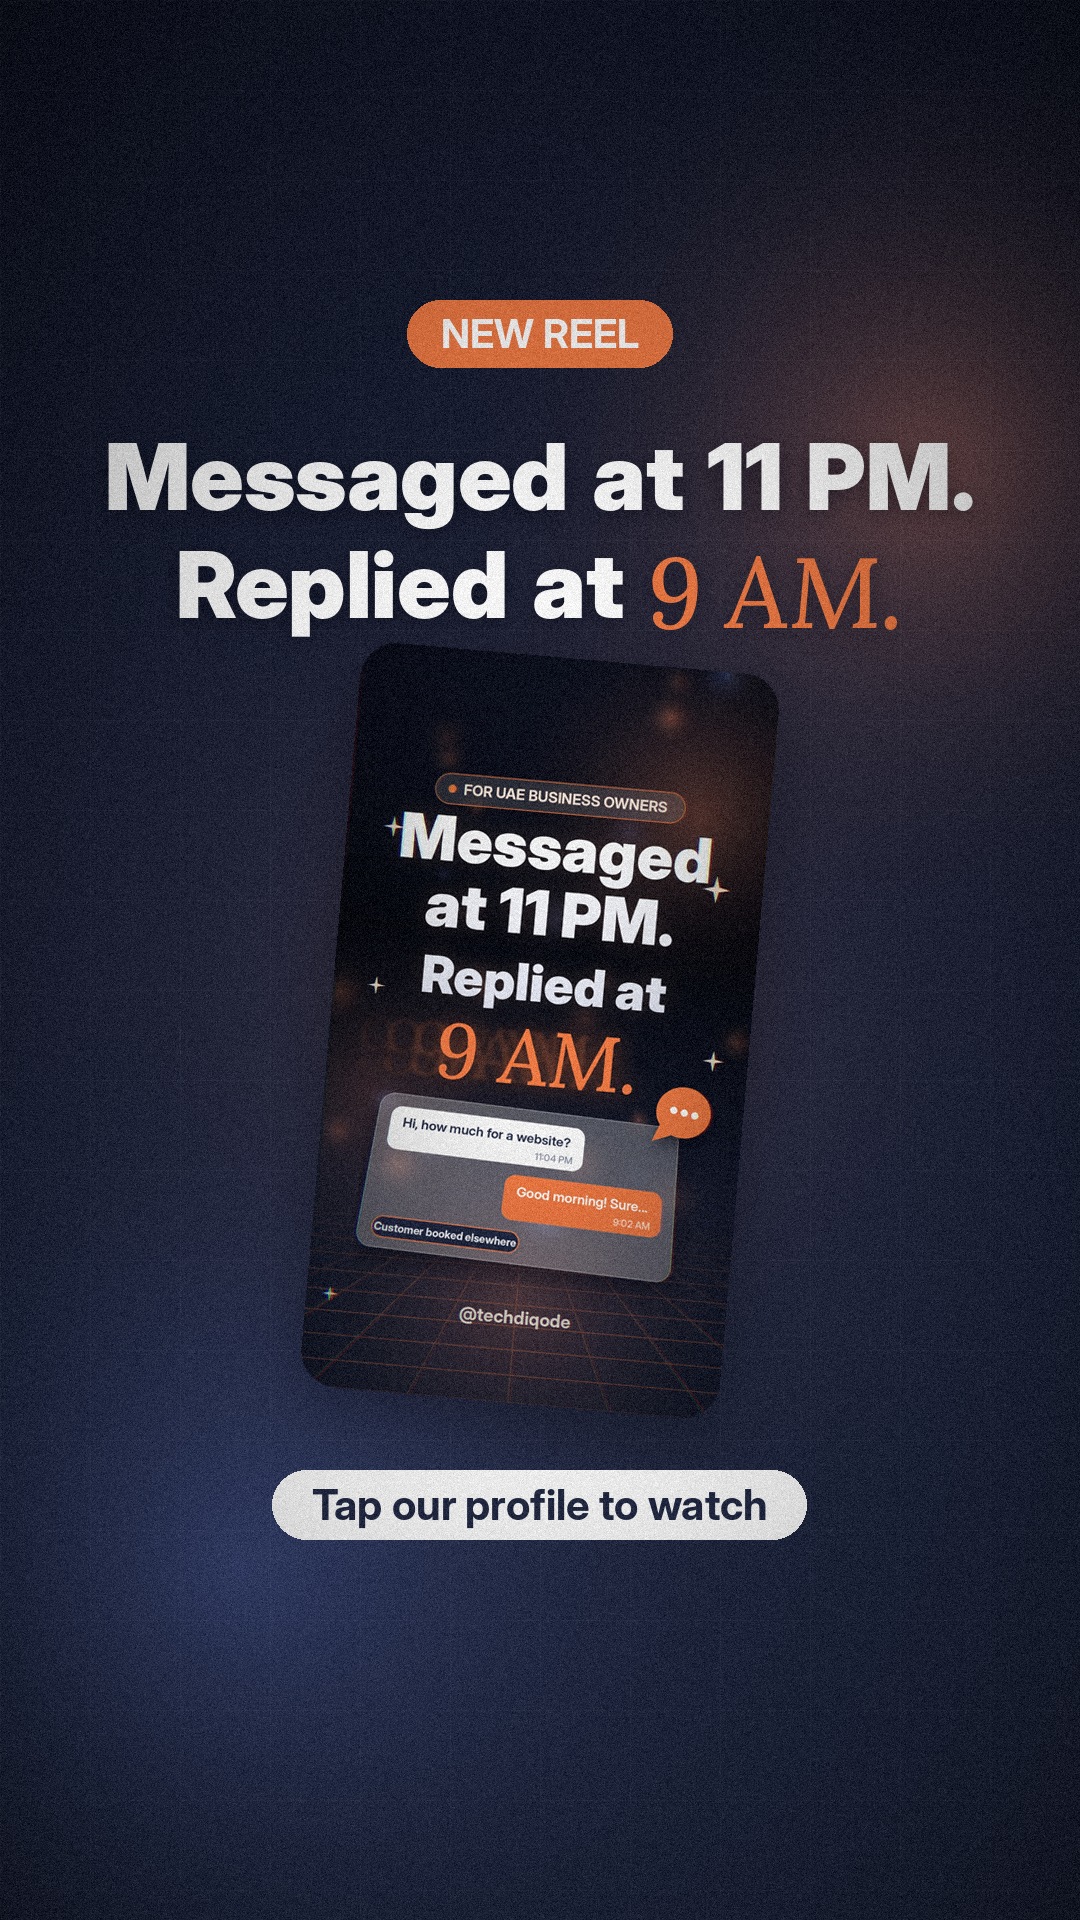 NEW REEL
Messaged at 11 PM.
Replied at 9 AM.
FOR UAE BUSINESS OWNERS
Messaged
at 11 PM.
Replied at
9 AM.
Hi, how much for a website?
11:04 PM
Good morning! Sure...
9:02 AM
Customer booked elsewhere
@techdiqode
Tap our profile to watch